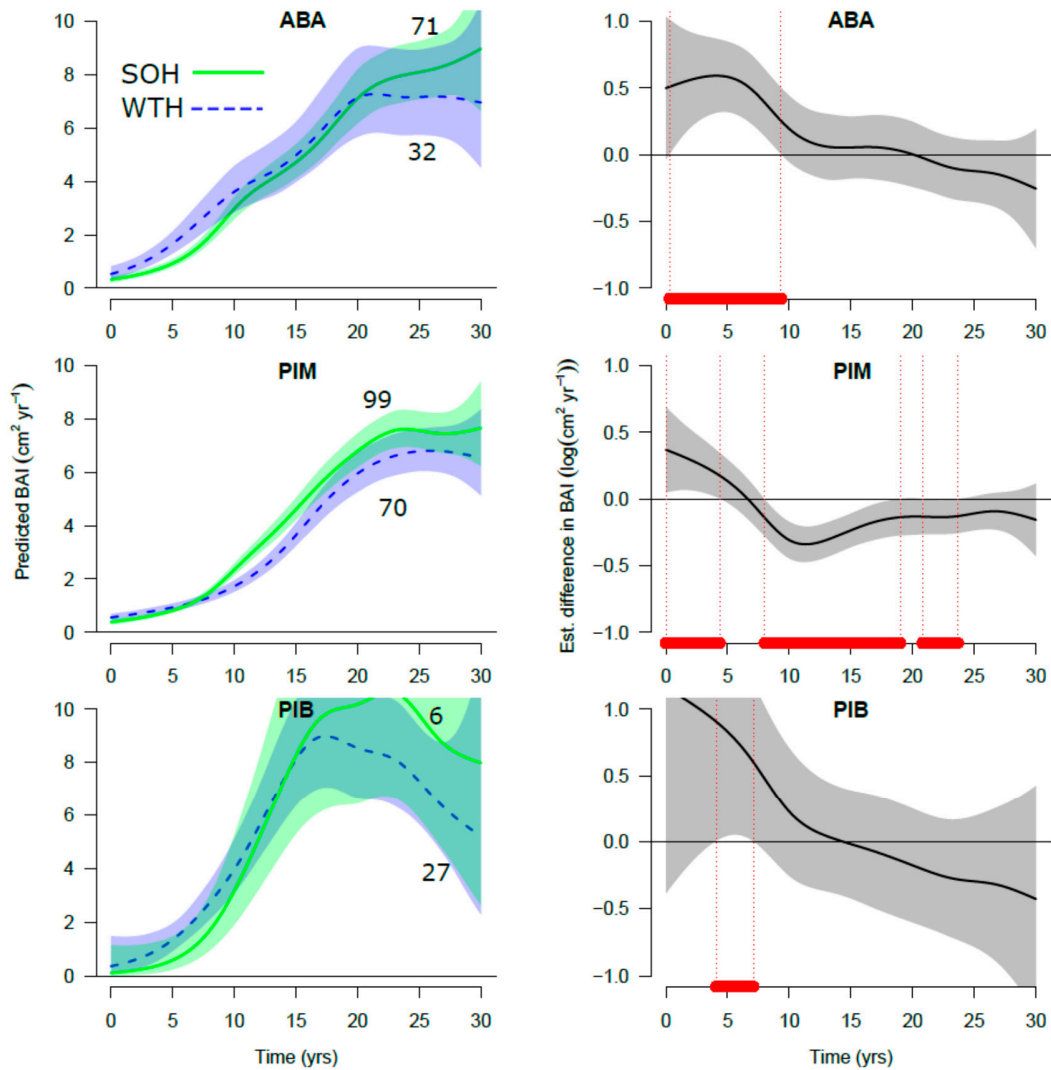 ABA
10
8
6
4
2
0
SOH
WTH
71
32
0 5 10 15 20 25 30
ABA
1.0
0.5
0.0
−0.5
−1.0
0 5 10 15 20 25 30
Predicted BAI (cm² yr⁻¹)
PIM
10
8
6
4
2
0
99
70
0 5 10 15 20 25 30
Est. difference in BAI (log(cm² yr⁻¹))
PIM
1.0
0.5
0.0
−0.5
−1.0
0 5 10 15 20 25 30
PIB
10
8
6
4
2
0
6
27
0 5 10 15 20 25 30
Time (yrs)
PIB
1.0
0.5
0.0
−0.5
−1.0
0 5 10 15 20 25 30
Time (yrs)